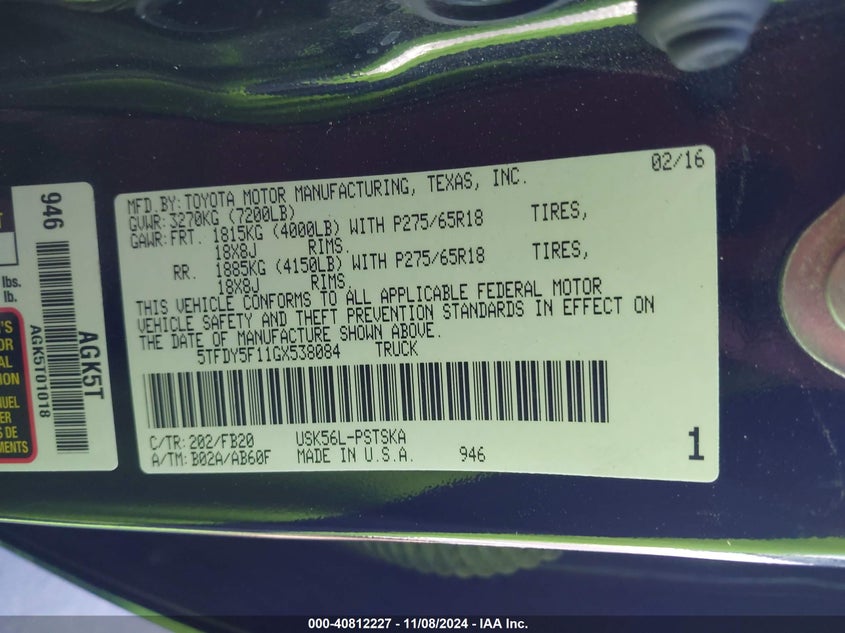 02/16
MFD.BY: TOYOTA MOTOR MANUFACTURING, TEXAS, INC.
GVWR: 3270KG (7200LB)
GAWR: FRT. 1815KG (4000LB) WITH P275/65R18 TIRES,
18X8J RIMS.
RR. 1885KG (4150LB) WITH P275/65R18 TIRES,
18X8J RIMS.
THIS VEHICLE CONFORMS TO ALL APPLICABLE FEDERAL MOTOR
VEHICLE SAFETY AND THEFT PREVENTION STANDARDS IN EFFECT ON
THE DATE OF MANUFACTURE SHOWN ABOVE.
5TFDY5F11GX538084 TRUCK
C/TR: 202/FB20 USK56L-PSTSKA
A/TM: B02A/AB60F MADE IN U.S.A. 946 1
946
AGK5T
AGK5T01018
lbs.
lb.
000-40812227 - 11/08/2024 - IAA Inc.